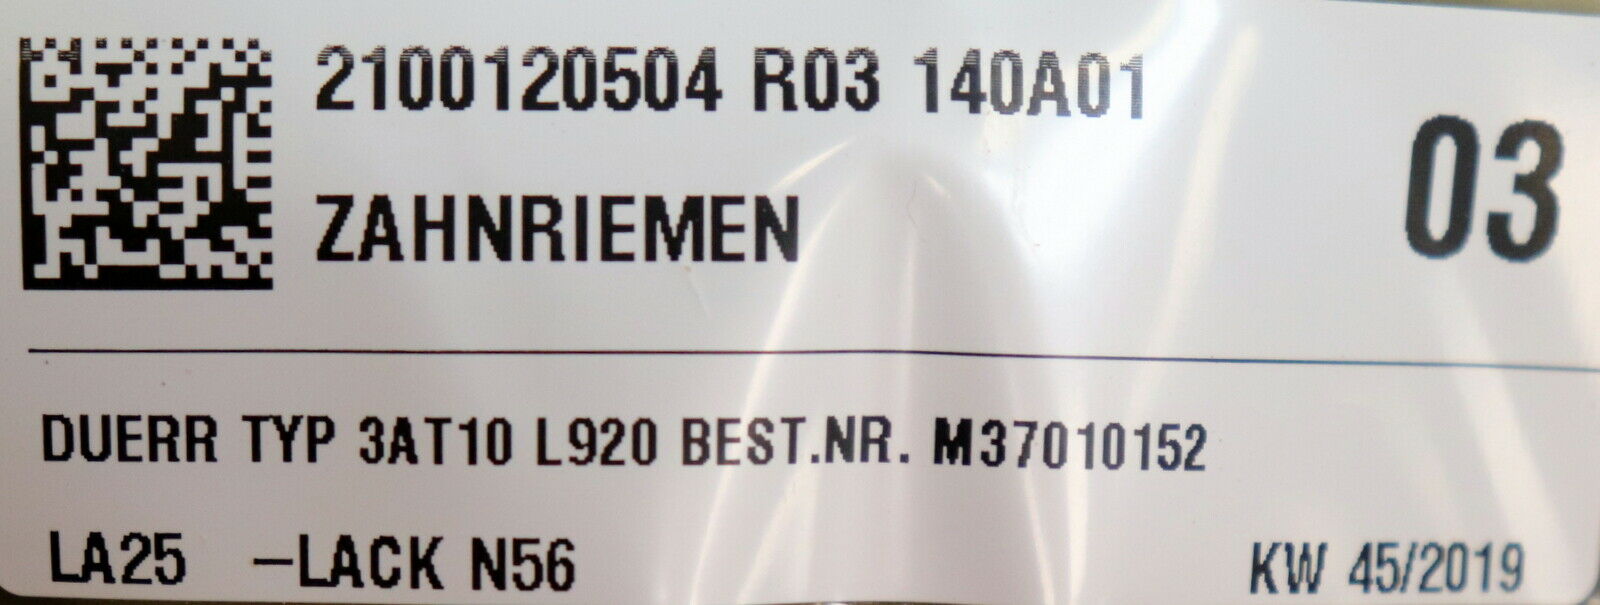 2100120504 R03 140A01
03
ZAHNRIEMEN
DUERR TYP 3AT10 L920 BEST.NR. M37010152
LA25 -LACK N56
KW 45/2019